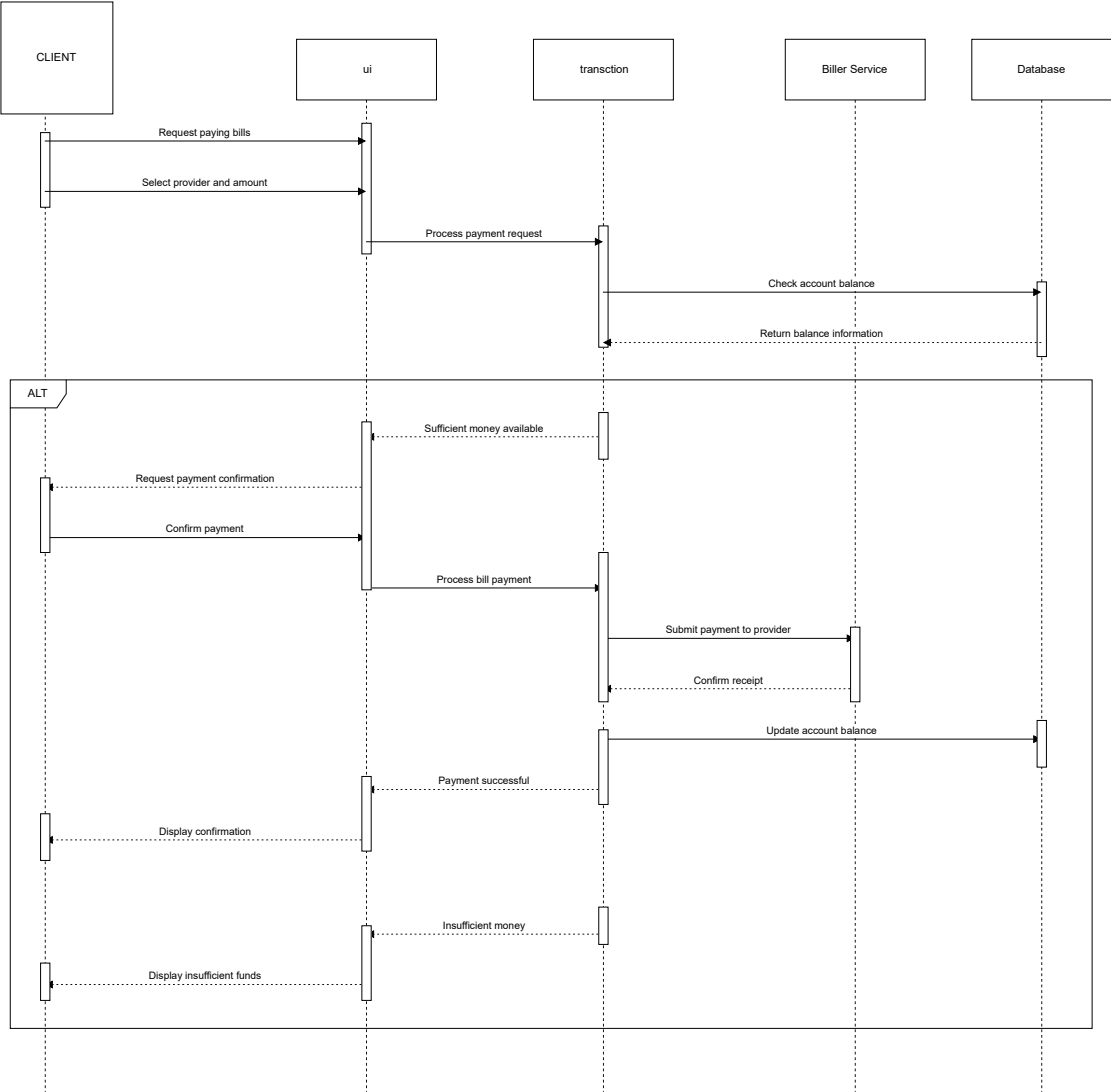 CLIENT
ui
transction
Biller Service
Database
Request paying bills
Select provider and amount
Process payment request
Check account balance
Return balance information
ALT
Sufficient money available
Request payment confirmation
Confirm payment
Process bill payment
Submit payment to provider
Confirm receipt
Update account balance
Payment successful
Display confirmation
Insufficient money
Display insufficient funds